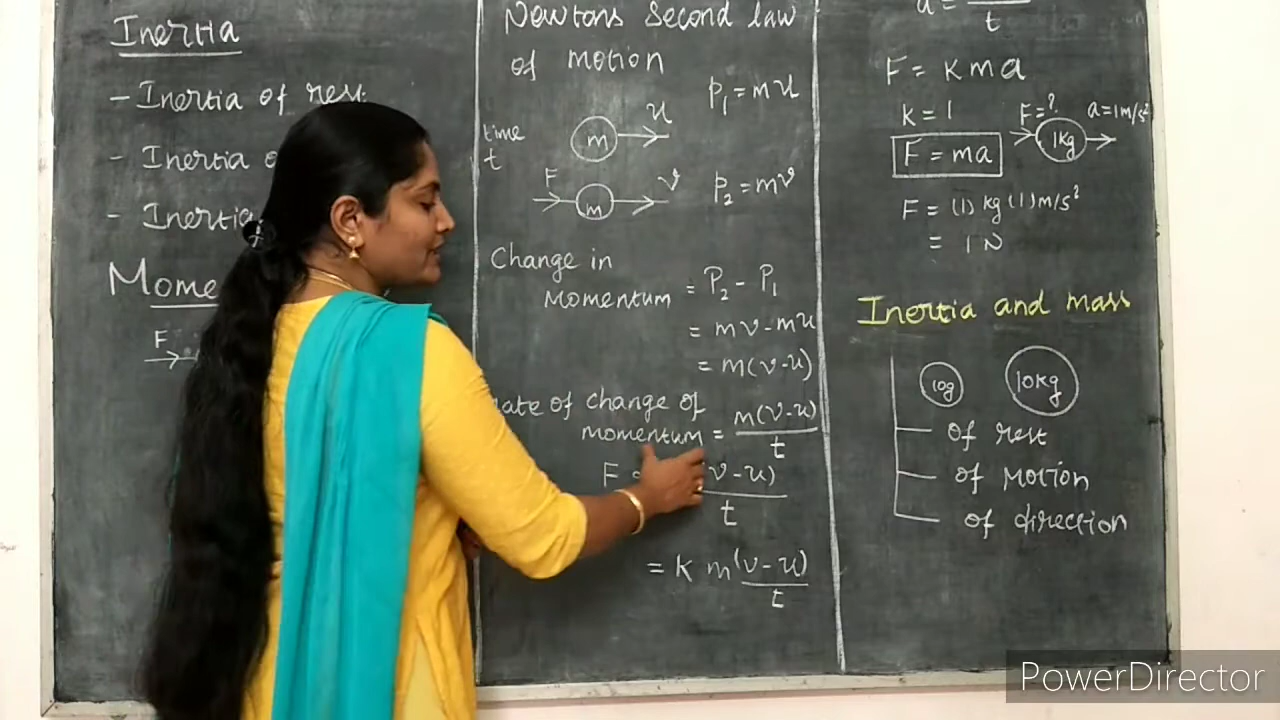 Inertia
- Inertia of rest
- Inertia
- Inertia
F
Newtons Second law
of motion
p₁ = mu
time
t
m
u
F
m
v
p₂ = mv
Change in
momentum = P₂ - P₁
= mv - mu
= m(v-u)
rate of change of
momentum = m(v-u)/t
F
v-u)
t
= K m(v-u)/t
a =
t
F = Kma
k = 1
F = ma
F=?
1kg
a=1m/s²
F = (1) kg (1) m/s²
= 1N
Inertia and mass
10g
10kg
of rest
of motion
of direction
PowerDirector